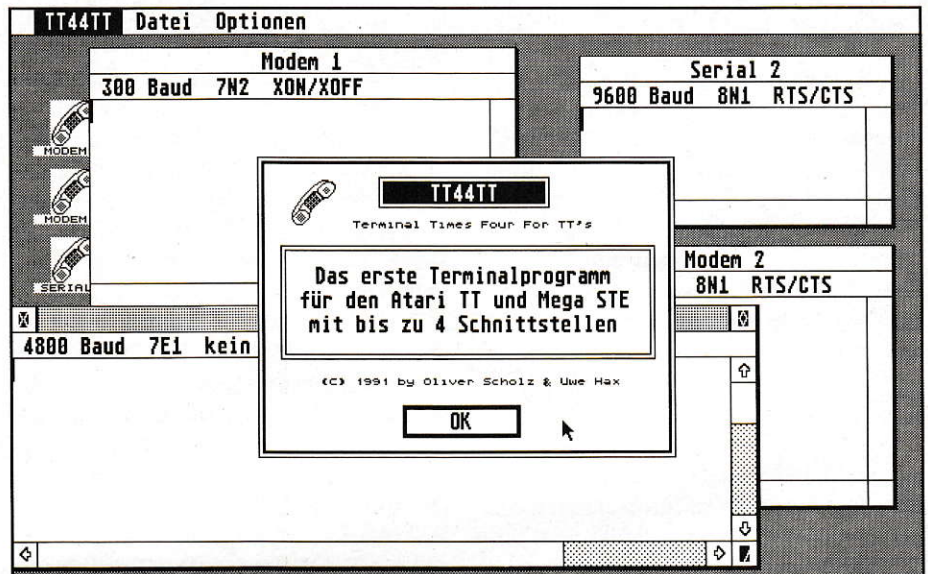 TT44TT Datei Optionen
Modem 1
300 Baud 7N2 XON/XOFF
Serial 2
9600 Baud 8N1 RTS/CTS
MODEM
MODEM
SERIAL
TT44TT
Terminal Times Four For TT's
Das erste Terminalprogramm
für den Atari TT und Mega STE
mit bis zu 4 Schnittstellen
(C) 1991 by Oliver Scholz & Uwe Hax
OK
Modem 2
8N1 RTS/CTS
4800 Baud 7E1 kein